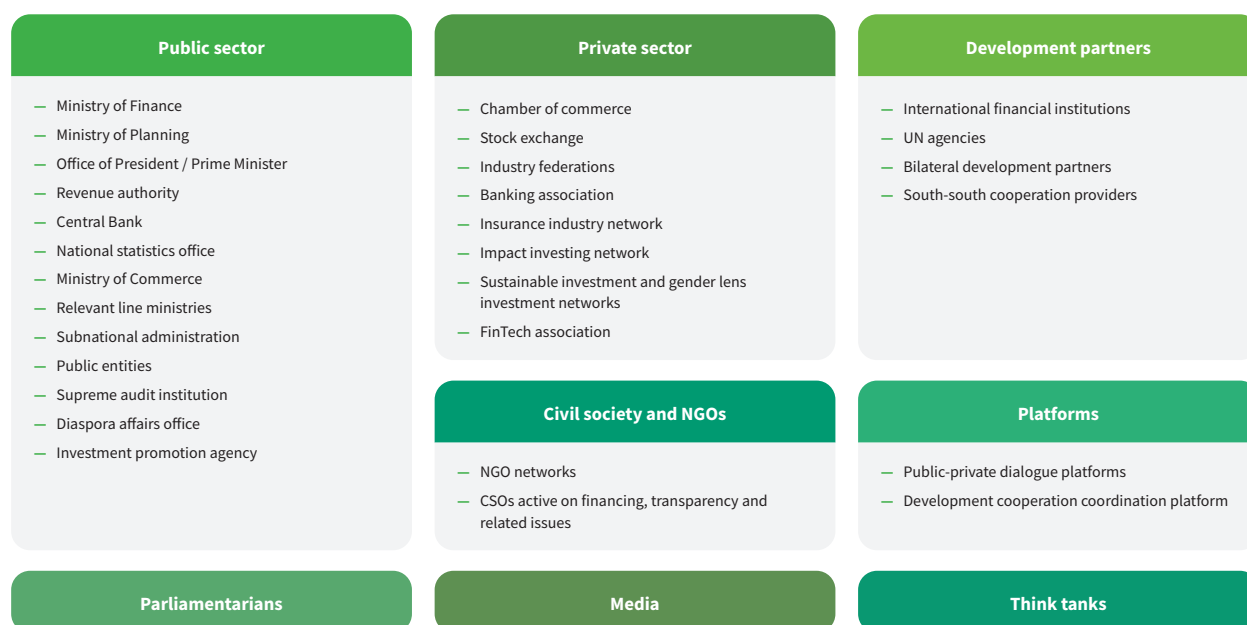 Public sector
— Ministry of Finance
— Ministry of Planning
— Office of President / Prime Minister
— Revenue authority
— Central Bank
— National statistics office
— Ministry of Commerce
— Relevant line ministries
— Subnational administration
— Public entities
— Supreme audit institution
— Diaspora affairs office
— Investment promotion agency
Private sector
— Chamber of commerce
— Stock exchange
— Industry federations
— Banking association
— Insurance industry network
— Impact investing network
— Sustainable investment and gender lens
investment networks
— FinTech association
Development partners
— International financial institutions
— UN agencies
— Bilateral development partners
— South-south cooperation providers
Civil society and NGOs
— NGO networks
— CSOs active on financing, transparency and
related issues
Platforms
— Public-private dialogue platforms
— Development cooperation coordination platform
Parliamentarians
Media
Think tanks